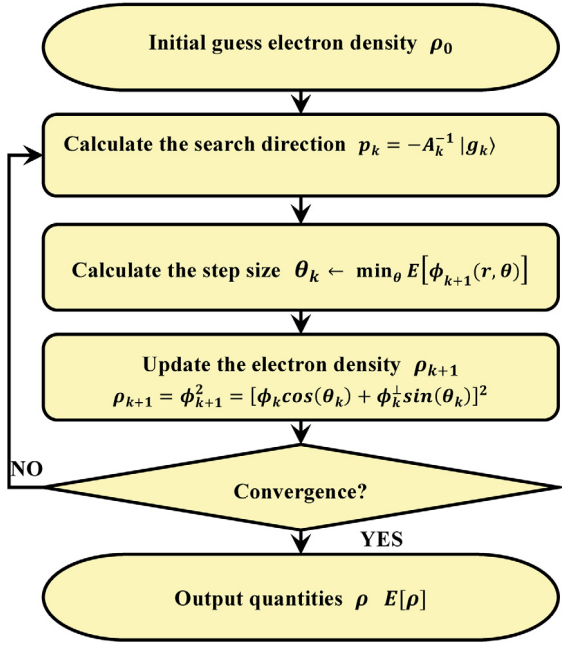 Initial guess electron density ρ₀
Calculate the search direction pₖ = −Aₖ⁻¹ |gₖ⟩
Calculate the step size θₖ ← min_θ E[ϕₖ₊₁(r, θ)]
Update the electron density ρₖ₊₁
ρₖ₊₁ = ϕ²ₖ₊₁ = [ϕₖcos(θₖ) + ϕₖ^⊥sin(θₖ)]²
NO
Convergence?
YES
Output quantities ρ E[ρ]